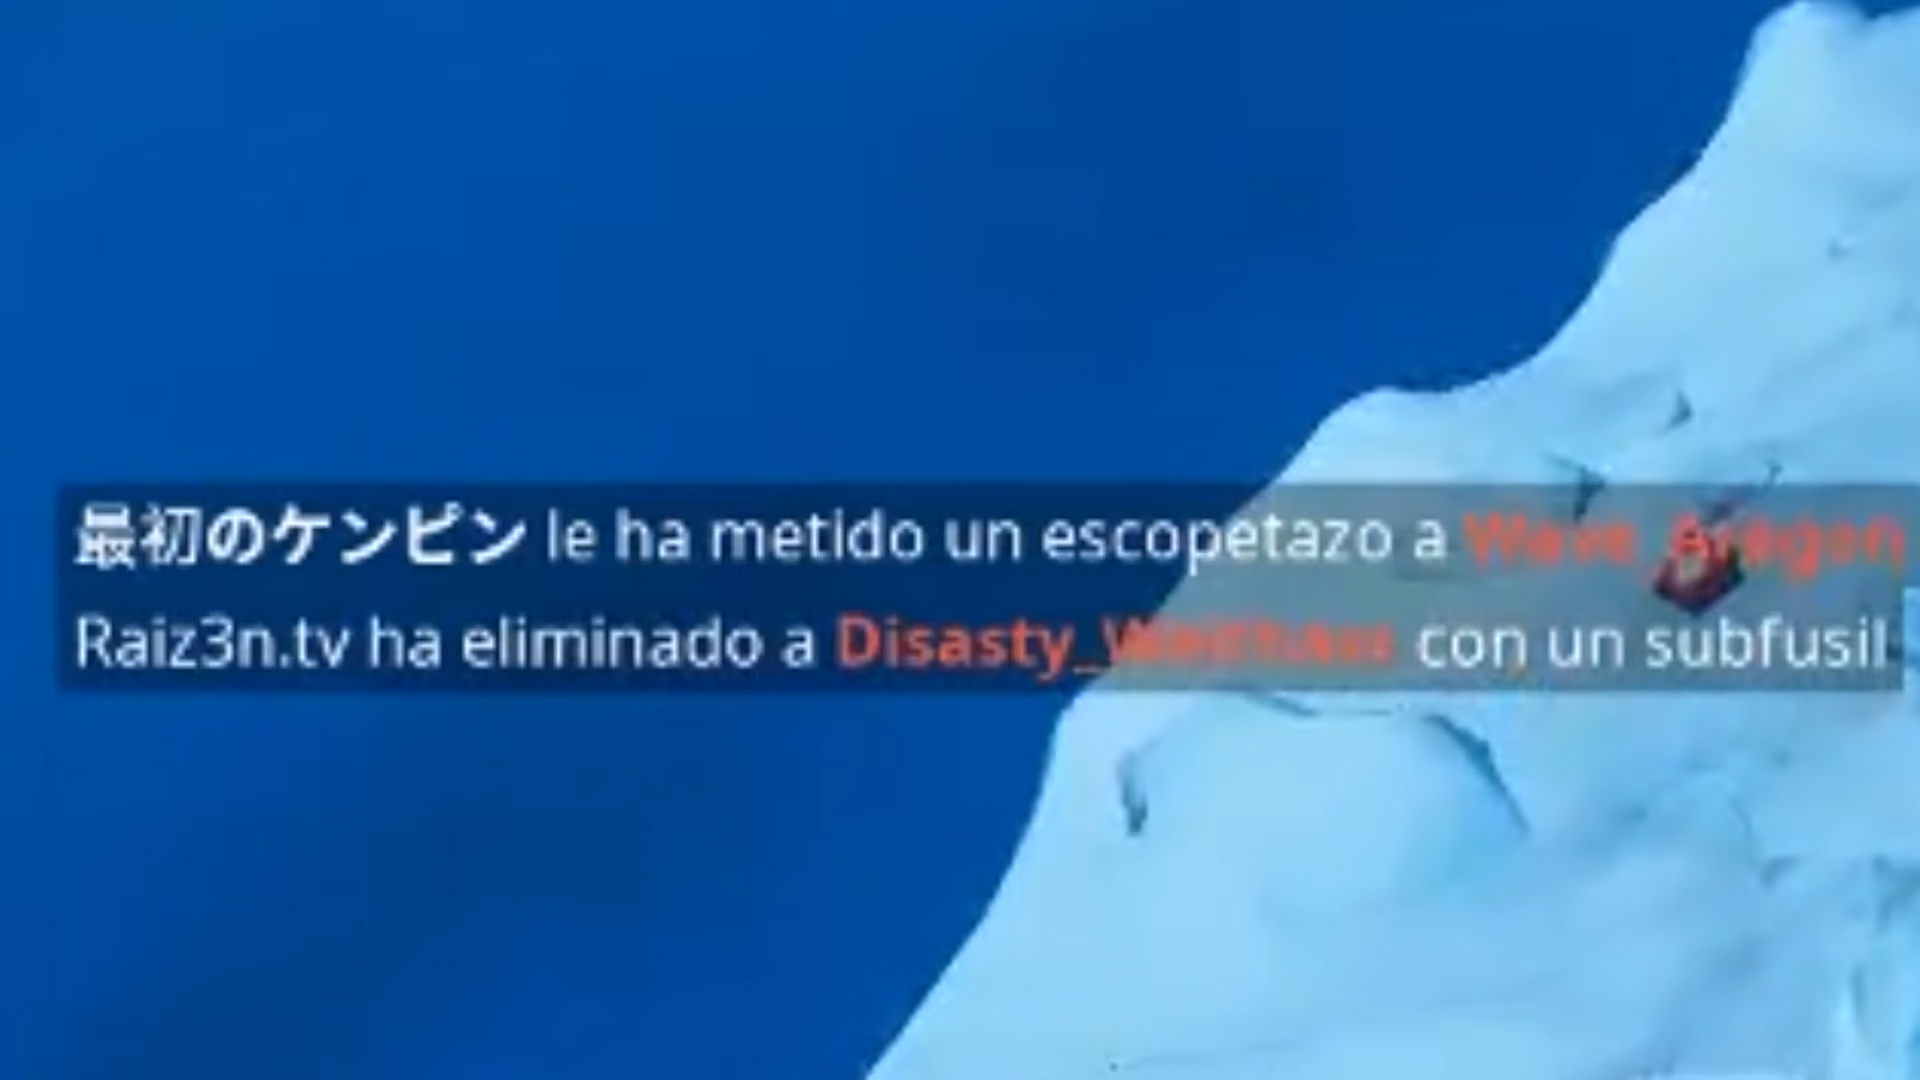 最初のケンピン le ha metido un escopetazo a Wave_Aragon
Raiz3n.tv ha eliminado a con un subfusil